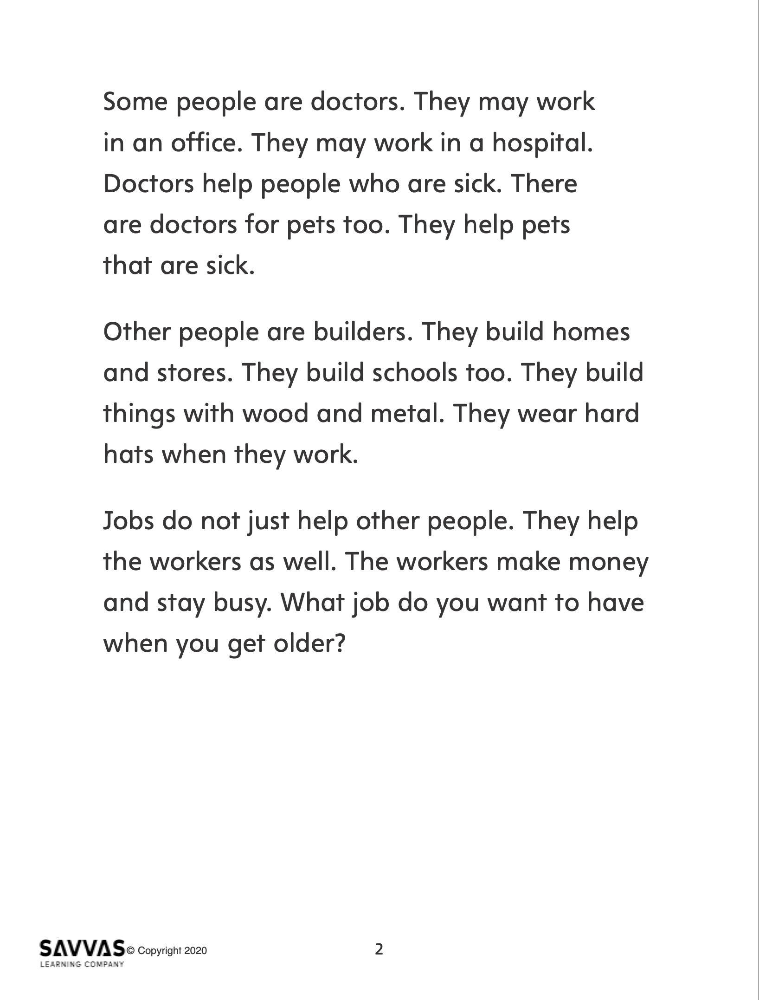 Some people are doctors. They may work
in an office. They may work in a hospital.
Doctors help people who are sick. There
are doctors for pets too. They help pets
that are sick.
Other people are builders. They build homes
and stores. They build schools too. They build
things with wood and metal. They wear hard
hats when they work.
Jobs do not just help other people. They help
the workers as well. The workers make money
and stay busy. What job do you want to have
when you get older?
SAVVAS © Copyright 2020
LEARNING COMPANY
2